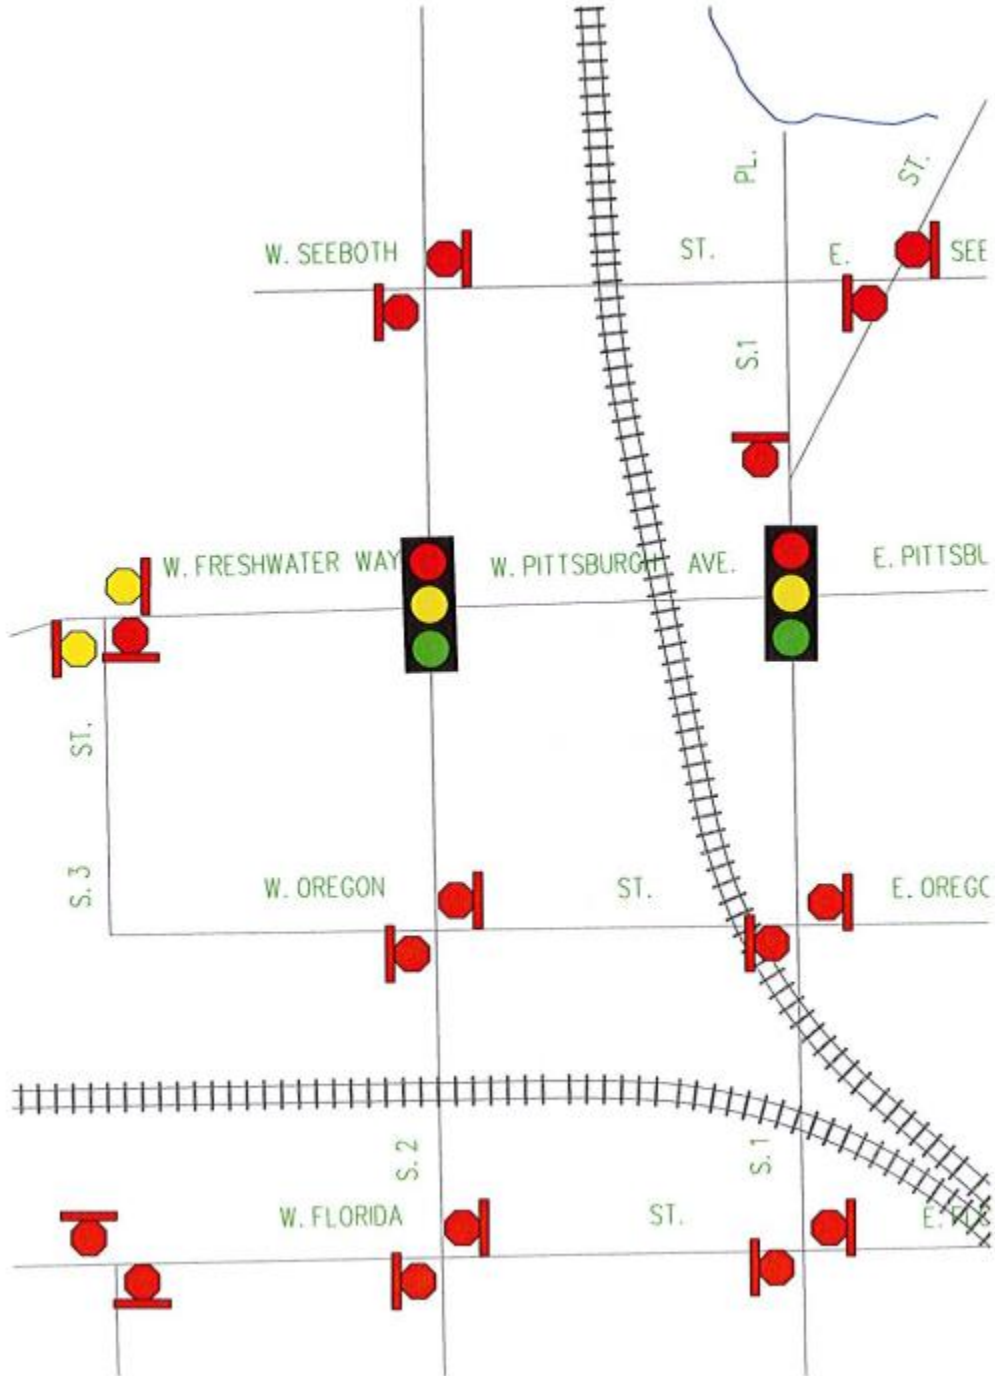 PL.
ST.
W. SEEBOTH ST. E. SEE
S.1
W. FRESHWATER WAY W. PITTSBURGH AVE. E. PITTSBU
ST.
S. 3
W. OREGON ST. E. OREGO
S. 2
S. 1
W. FLORIDA ST. E.